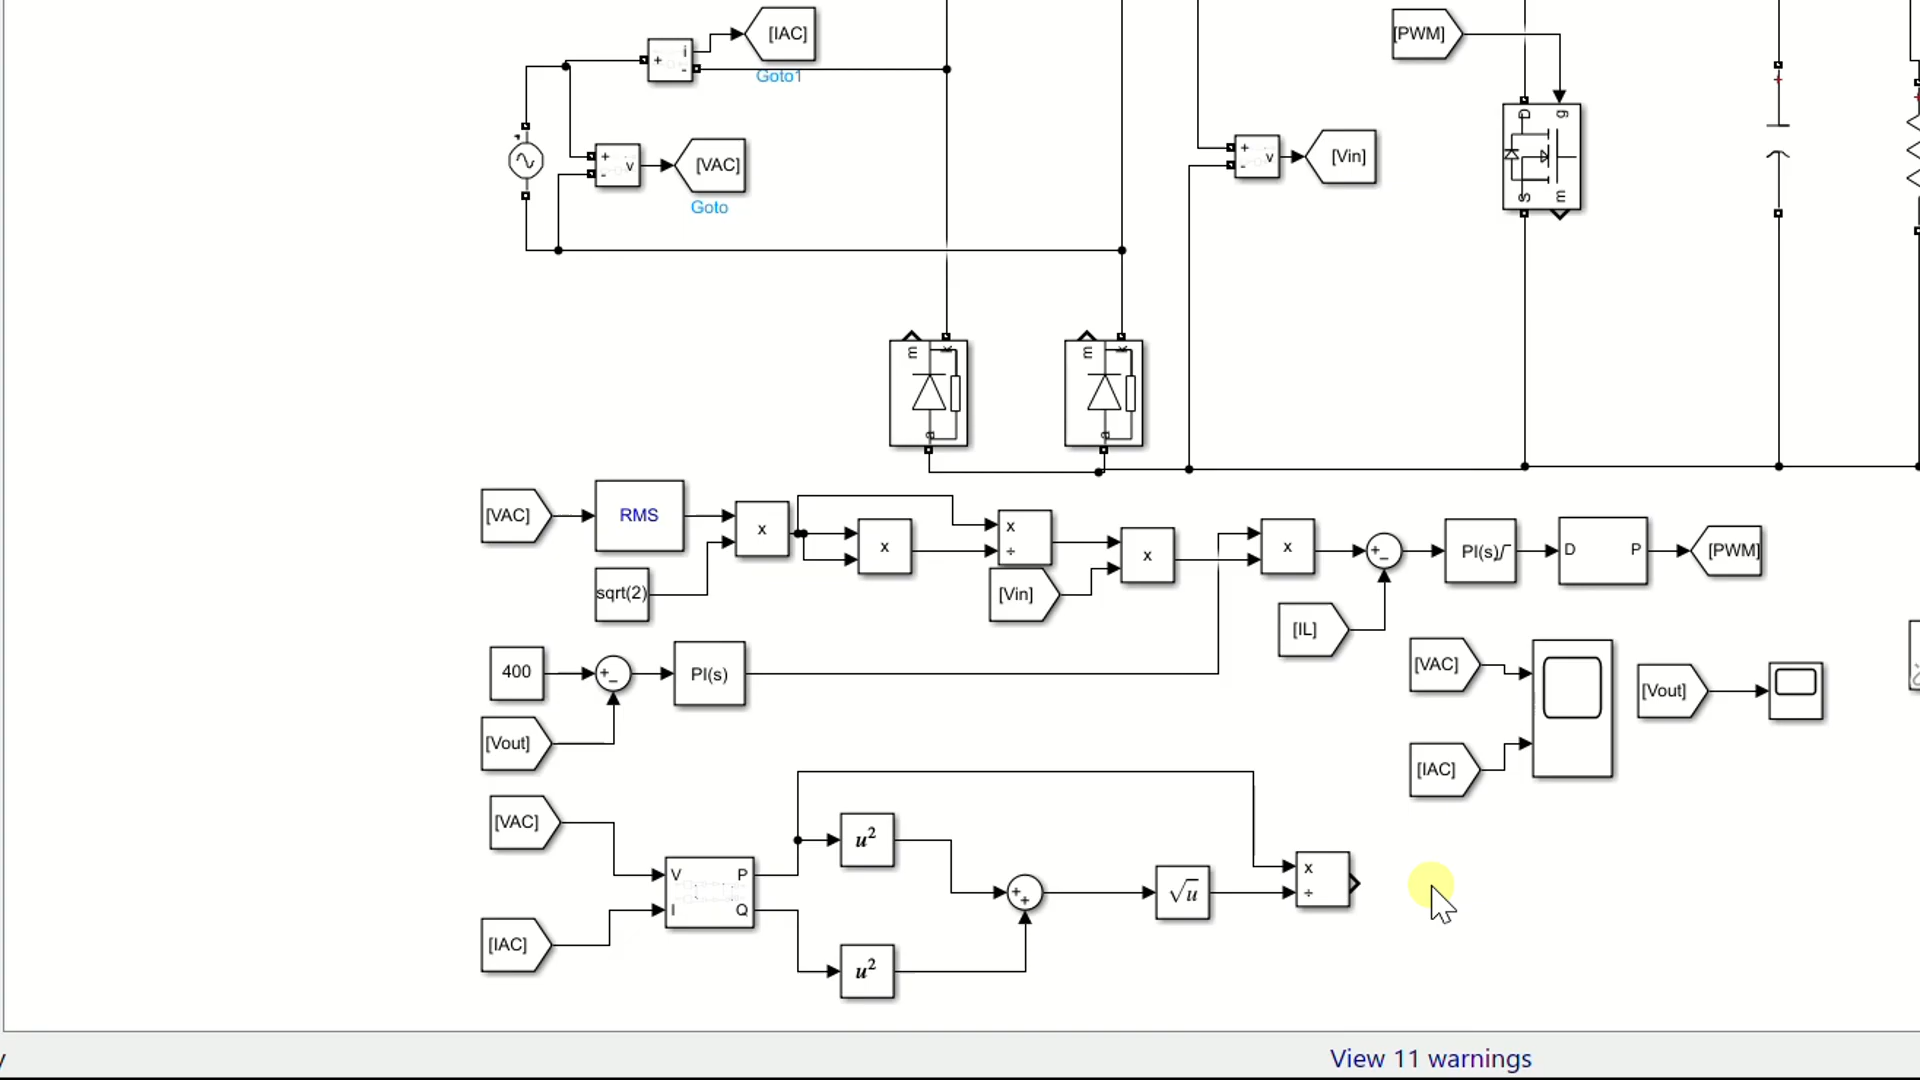 [IAC]
Goto1
i
+
-
[PWM]
[VAC]
Goto
+
-
v
[Vin]
+
-
v
D
g
S
m
m
k
a
m
k
a
[VAC]
RMS
x
sqrt(2)
x
x
÷
[Vin]
x
x
+
-
[IL]
PI(s)
D
P
[PWM]
400
+
-
PI(s)
[Vout]
[VAC]
[IAC]
[Vout]
[VAC]
[IAC]
V
P
I
Q
u²
u²
+
+
√u
x
÷
View 11 warnings